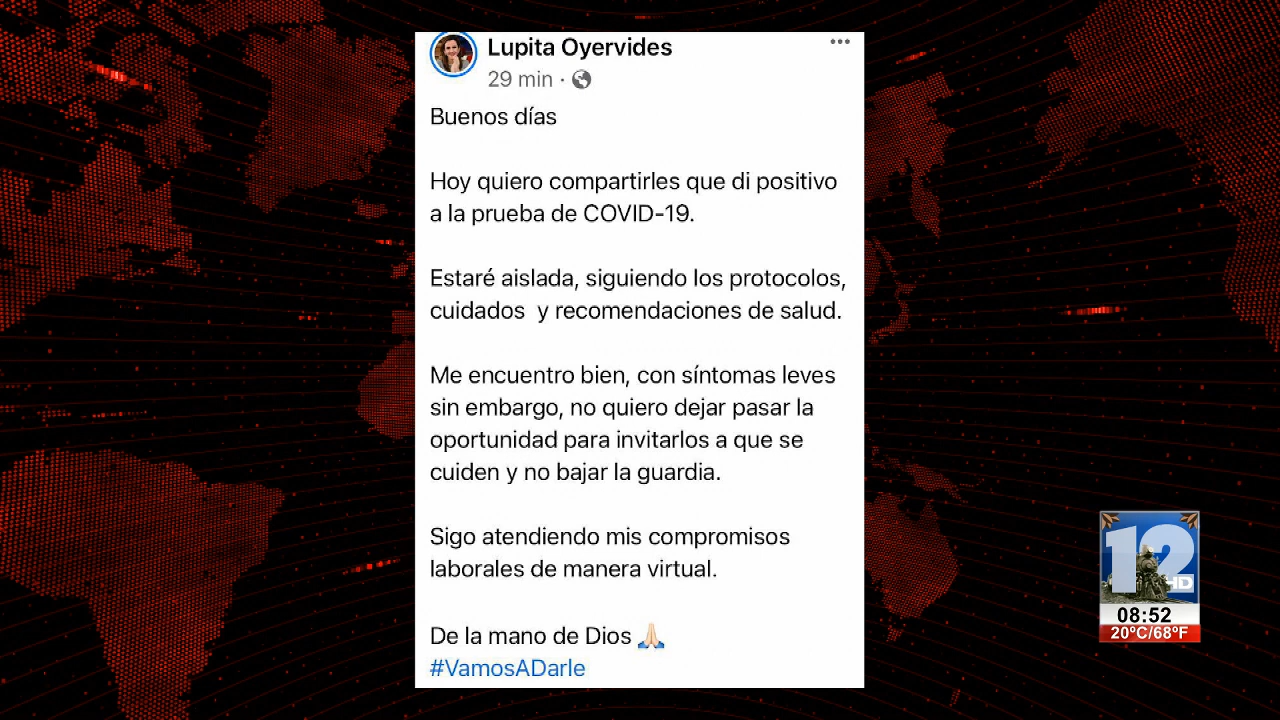 Lupita Oyervides
29 min ·
Buenos días
Hoy quiero compartirles que di positivo
a la prueba de COVID-19.
Estaré aislada, siguiendo los protocolos,
cuidados  y recomendaciones de salud.
Me encuentro bien, con síntomas leves
sin embargo, no quiero dejar pasar la
oportunidad para invitarlos a que se
cuiden y no bajar la guardia.
Sigo atendiendo mis compromisos
laborales de manera virtual.
De la mano de Dios 🙏🏻
#VamosADarle
12
HD
08:52
20ºC/68ºF